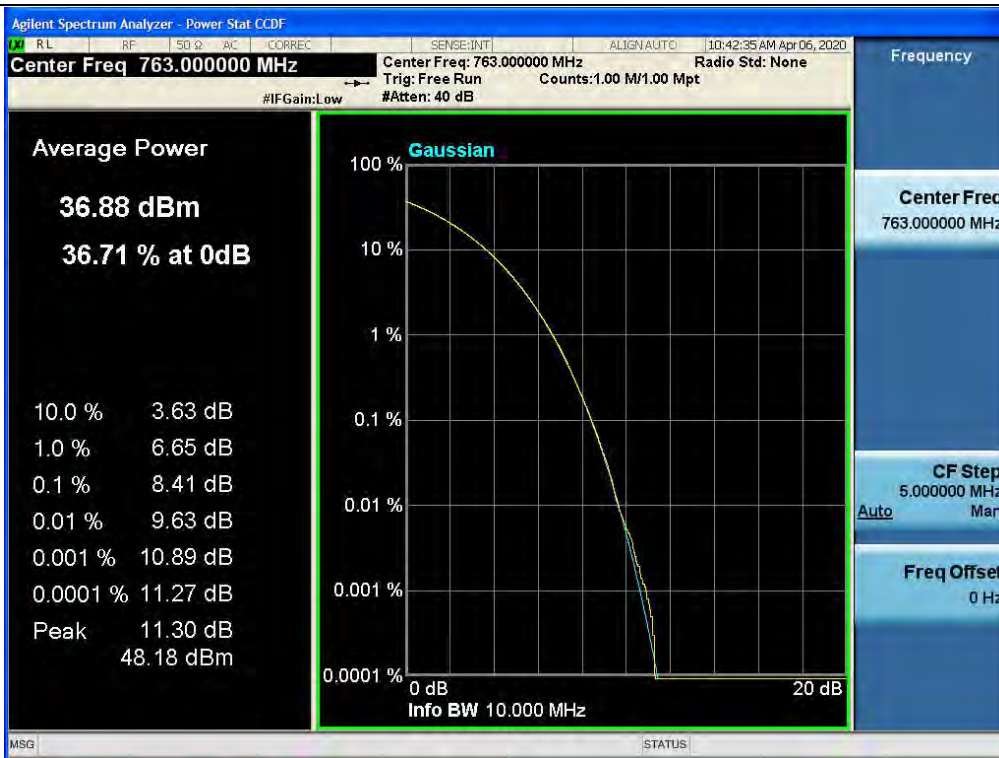 Agilent Spectrum Analyzer - Power Stat CCDF
LXI RL RF 50 Ω AC CORREC SENSE:INT ALIGN AUTO 10:42:35 AM Apr 06, 2020
Center Freq 763.000000 MHz
Center Freq: 763.000000 MHz Radio Std: None
Trig: Free Run Counts:1.00 M/1.00 Mpt
#IFGain:Low #Atten: 40 dB
Average Power
36.88 dBm
36.71 % at 0dB
10.0 % 3.63 dB
1.0 % 6.65 dB
0.1 % 8.41 dB
0.01 % 9.63 dB
0.001 % 10.89 dB
0.0001 % 11.27 dB
Peak 11.30 dB
48.18 dBm
Gaussian
100 %
10 %
1 %
0.1 %
0.01 %
0.001 %
0.0001 %
0 dB 20 dB
Info BW 10.000 MHz
Frequency
Center Freq
763.000000 MHz
CF Step
5.000000 MHz
Auto Man
Freq Offset
0 Hz
MSG STATUS